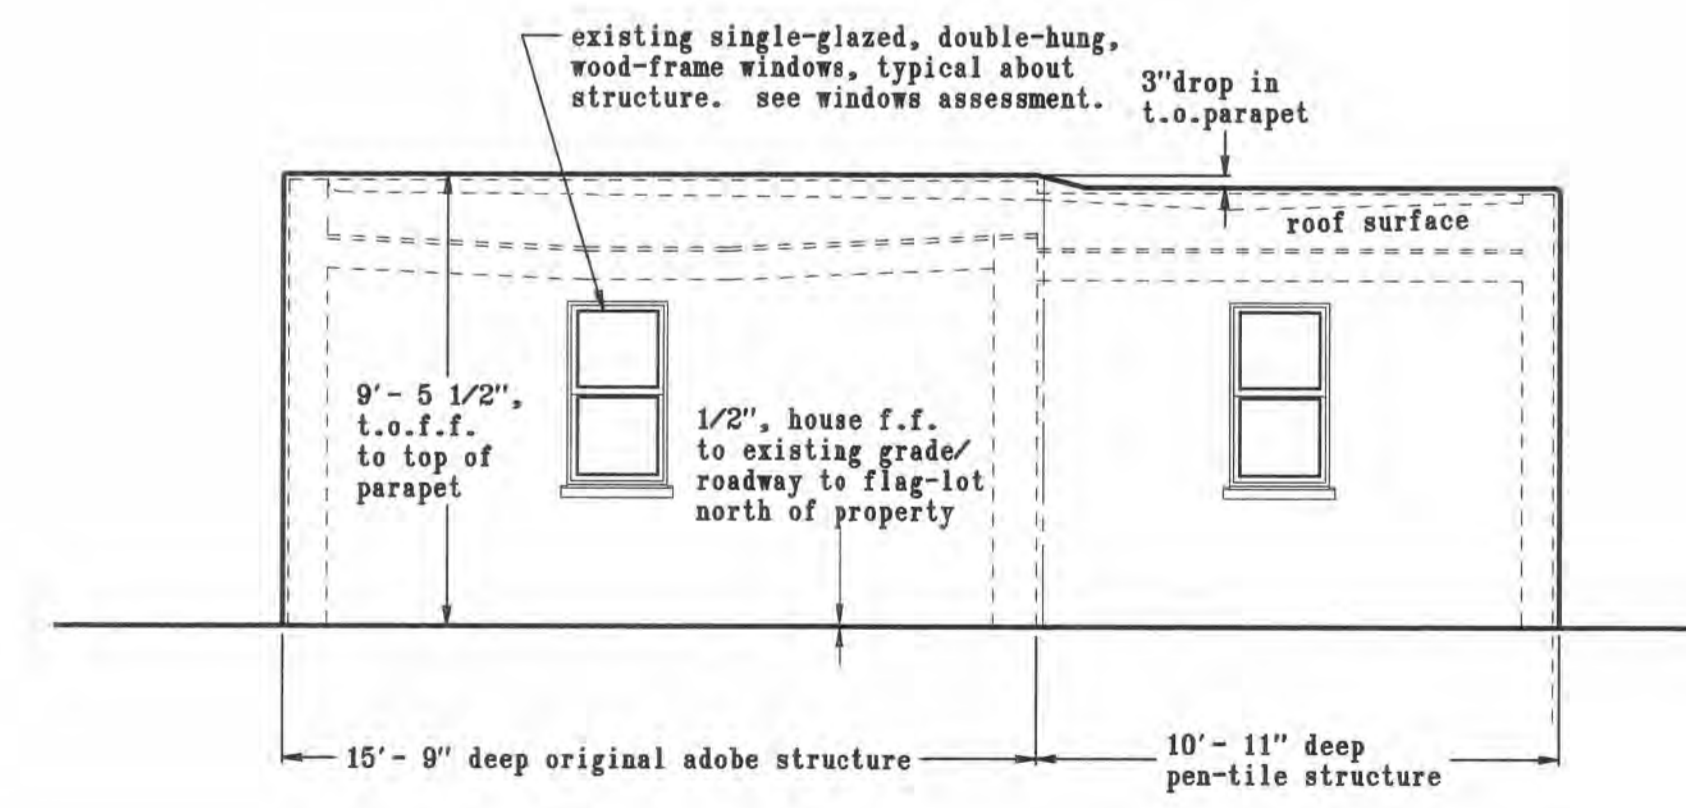 existing single-glazed, double-hung,
wood-frame windows, typical about
structure. see windows assessment.
3"drop in
t.o.parapet
roof surface
9'- 5 1/2",
t.o.f.f.
to top of
parapet
1/2", house f.f.
to existing grade/
roadway to flag-lot
north of property
15'- 9" deep original adobe structure
10'- 11" deep
pen-tile structure